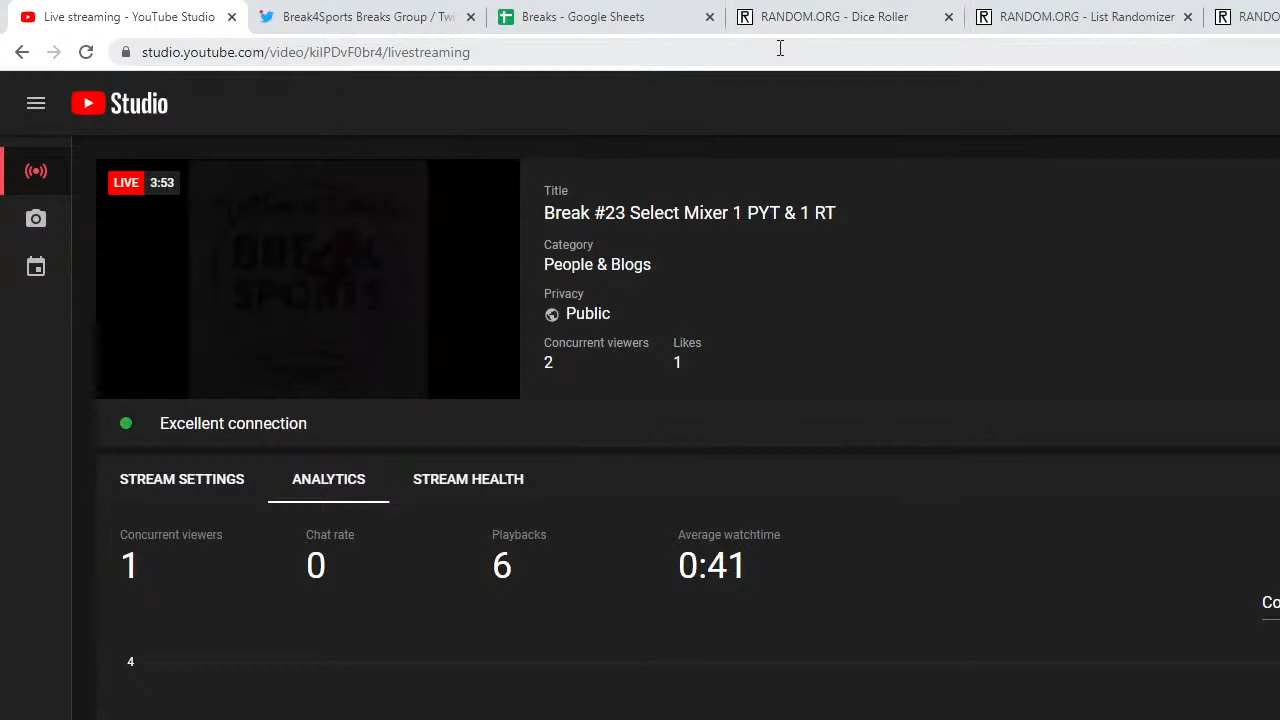 Live streaming - YouTube Studio
Break4Sports Breaks Group / Twi
Breaks - Google Sheets
RANDOM.ORG - Dice Roller
RANDOM.ORG - List Randomizer
RANDO
studio.youtube.com/video/kiIPDvF0br4/livestreaming
Studio
LIVE 3:53
BREAK
SPORTS
Title
Break #23 Select Mixer 1 PYT & 1 RT
Category
People & Blogs
Privacy
Public
Concurrent viewers Likes
2 1
Excellent connection
STREAM SETTINGS ANALYTICS STREAM HEALTH
Concurrent viewers Chat rate Playbacks Average watchtime
1 0 6 0:41
Co
4